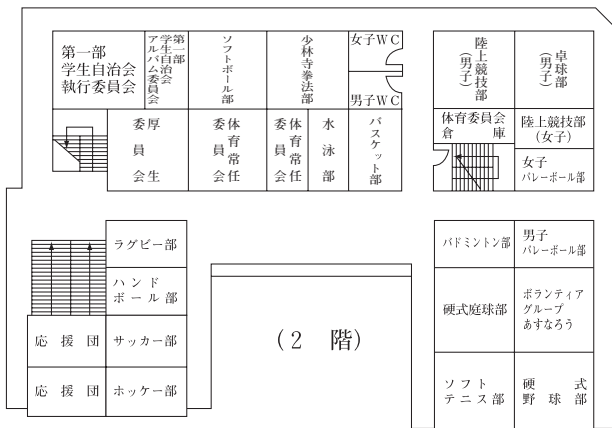 第一部
学生自治会
執行委員会
第一部
学生自治会
アルバム委員会
ソフトボール部
少林寺拳法部
女子WC
男子WC
厚生
委員会
体育常任
委員会
体育常任
委員会
水泳部
バスケット部
陸上競技部
(男子)
卓球部
(男子)
体育委員会
倉庫
陸上競技部
(女子)
女子
バレーボール部
ラグビー部
ハンド
ボール部
応援団
サッカー部
応援団
ホッケー部
(2階)
バドミントン部
男子
バレーボール部
硬式庭球部
ボランティア
グループ
あすなろう
ソフト
テニス部
硬式
野球部